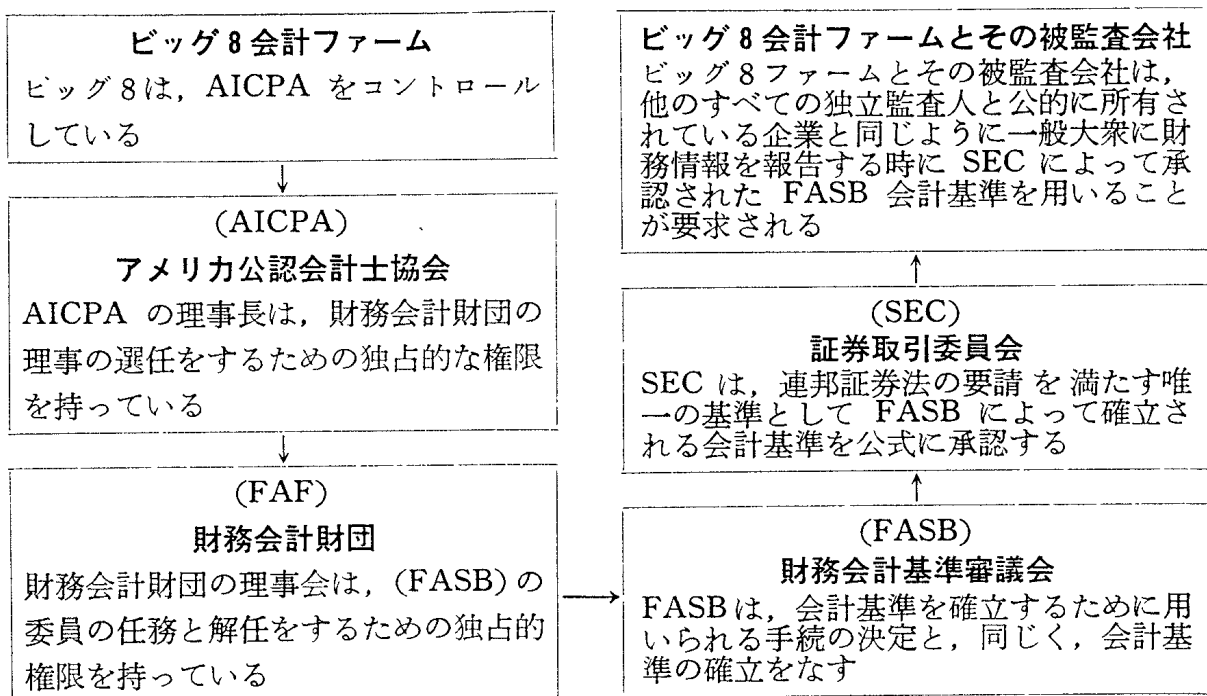 ビッグ8会計ファーム
ビッグ8は，AICPA をコントロール
している
↓
(AICPA)
アメリカ公認会計士協会
AICPA の理事長は，財務会計財団の
理事の選任をするための独占的な権限
を持っている
↓
(FAF)
財務会計財団
財務会計財団の理事会は，(FASB)の
委員の任務と解任をするための独占的
権限を持っている
→
(FASB)
財務会計基準審議会
FASBは，会計基準を確立するために用
いられる手続の決定と，同じく，会計基
準の確立をなす
↑
(SEC)
証券取引委員会
SEC は，連邦証券法の要請を満たす唯
一の基準として FASB によって確立さ
れる会計基準を公式に承認する
↑
ビッグ8会計ファームとその被監査会社
ビッグ8ファームとその被監査会社は，
他のすべての独立監査人と公的に所有さ
れている企業と同じように一般大衆に財
務情報を報告する時に SEC によって承
認された FASB 会計基準を用いること
が要求される